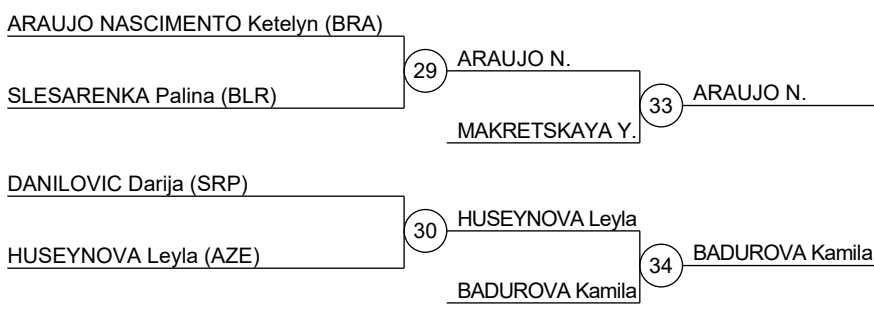 ARAUJO NASCIMENTO Ketelyn (BRA)
29
ARAUJO N.
SLESARENKA Palina (BLR)
33
ARAUJO N.
MAKRETSKAYA Y.
DANILOVIC Darija (SRP)
30
HUSEYNOVA Leyla
HUSEYNOVA Leyla (AZE)
34
BADUROVA Kamila
BADUROVA Kamila